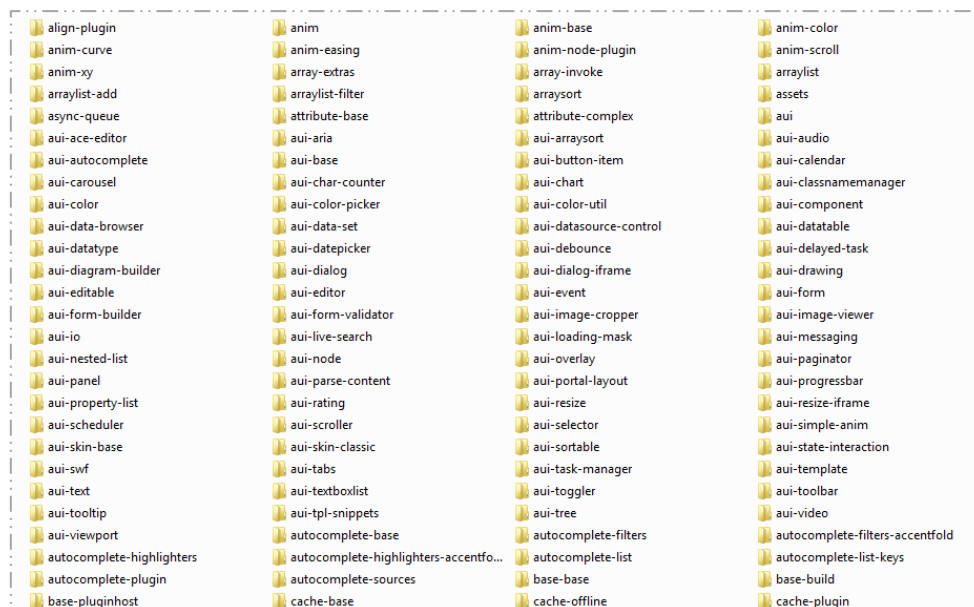 align-plugin anim anim-base anim-color
anim-curve anim-easing anim-node-plugin anim-scroll
anim-xy array-extras array-invoke arraylist
arraylist-add arraylist-filter arraysort assets
async-queue attribute-base attribute-complex aui
aui-ace-editor aui-aria aui-arraysort aui-audio
aui-autocomplete aui-base aui-button-item aui-calendar
aui-carousel aui-char-counter aui-chart aui-classnamemanager
aui-color aui-color-picker aui-color-util aui-component
aui-data-browser aui-data-set aui-datasource-control aui-datatable
aui-datatype aui-datepicker aui-debounce aui-delayed-task
aui-diagram-builder aui-dialog aui-dialog-iframe aui-drawing
aui-editable aui-editor aui-event aui-form
aui-form-builder aui-form-validator aui-image-cropper aui-image-viewer
aui-io aui-live-search aui-loading-mask aui-messaging
aui-nested-list aui-node aui-overlay aui-paginator
aui-panel aui-parse-content aui-portal-layout aui-progressbar
aui-property-list aui-rating aui-resize aui-resize-iframe
aui-scheduler aui-scroller aui-selector aui-simple-anim
aui-skin-base aui-skin-classic aui-sortable aui-state-interaction
aui-swf aui-tabs aui-task-manager aui-template
aui-text aui-textboxlist aui-toggler aui-toolbar
aui-tooltip aui-tpl-snippets aui-tree aui-video
aui-viewport autocomplete-base autocomplete-filters autocomplete-filters-accentfold
autocomplete-highlighters autocomplete-highlighters-accentfo... autocomplete-list autocomplete-list-keys
autocomplete-plugin autocomplete-sources base-base base-build
base-pluginhost cache-base cache-offline cache-plugin